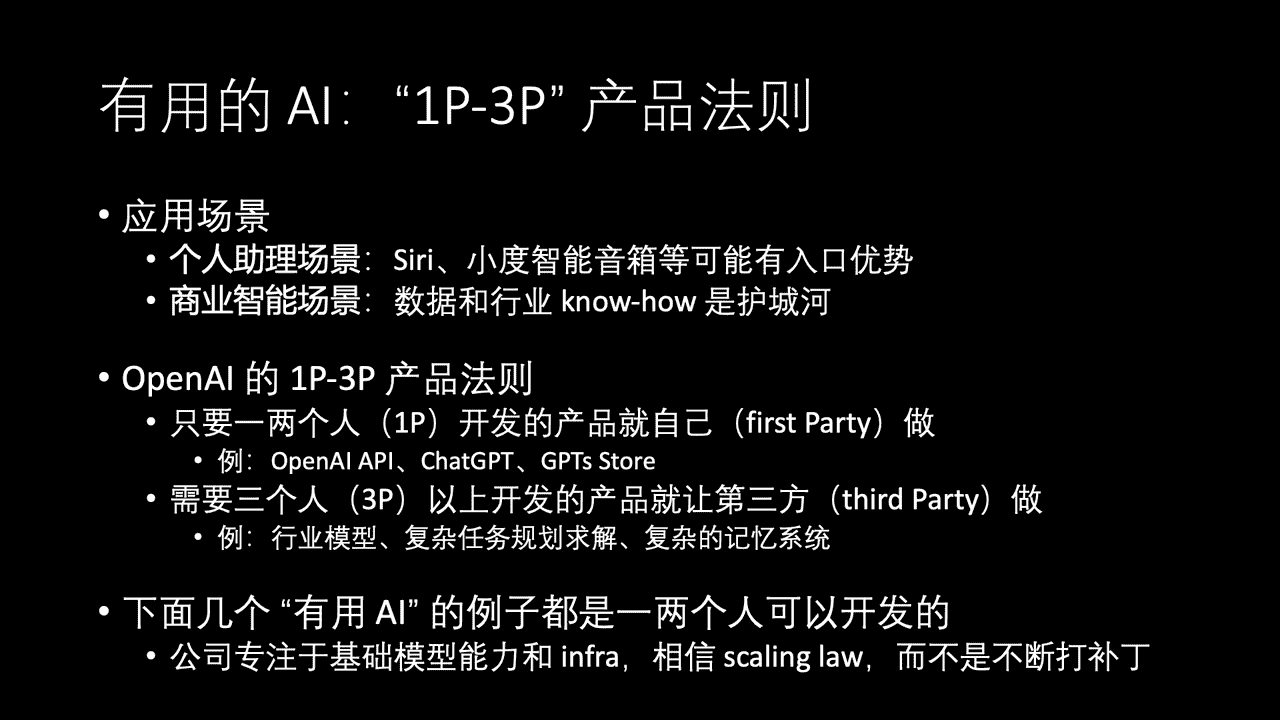 有用的 AI：“1P-3P” 产品法则
• 应用场景
• 个人助理场景：Siri、小度智能音箱等可能有入口优势
• 商业智能场景：数据和行业 know-how 是护城河
• OpenAI 的 1P-3P 产品法则
• 只要一两个人（1P）开发的产品就自己（first Party）做
• 例：OpenAI API、ChatGPT、GPTs Store
• 需要三个人（3P）以上开发的产品就让第三方（third Party）做
• 例：行业模型、复杂任务规划求解、复杂的记忆系统
• 下面几个 “有用 AI” 的例子都是一两个人可以开发的
• 公司专注于基础模型能力和 infra，相信 scaling law，而不是不断打补丁